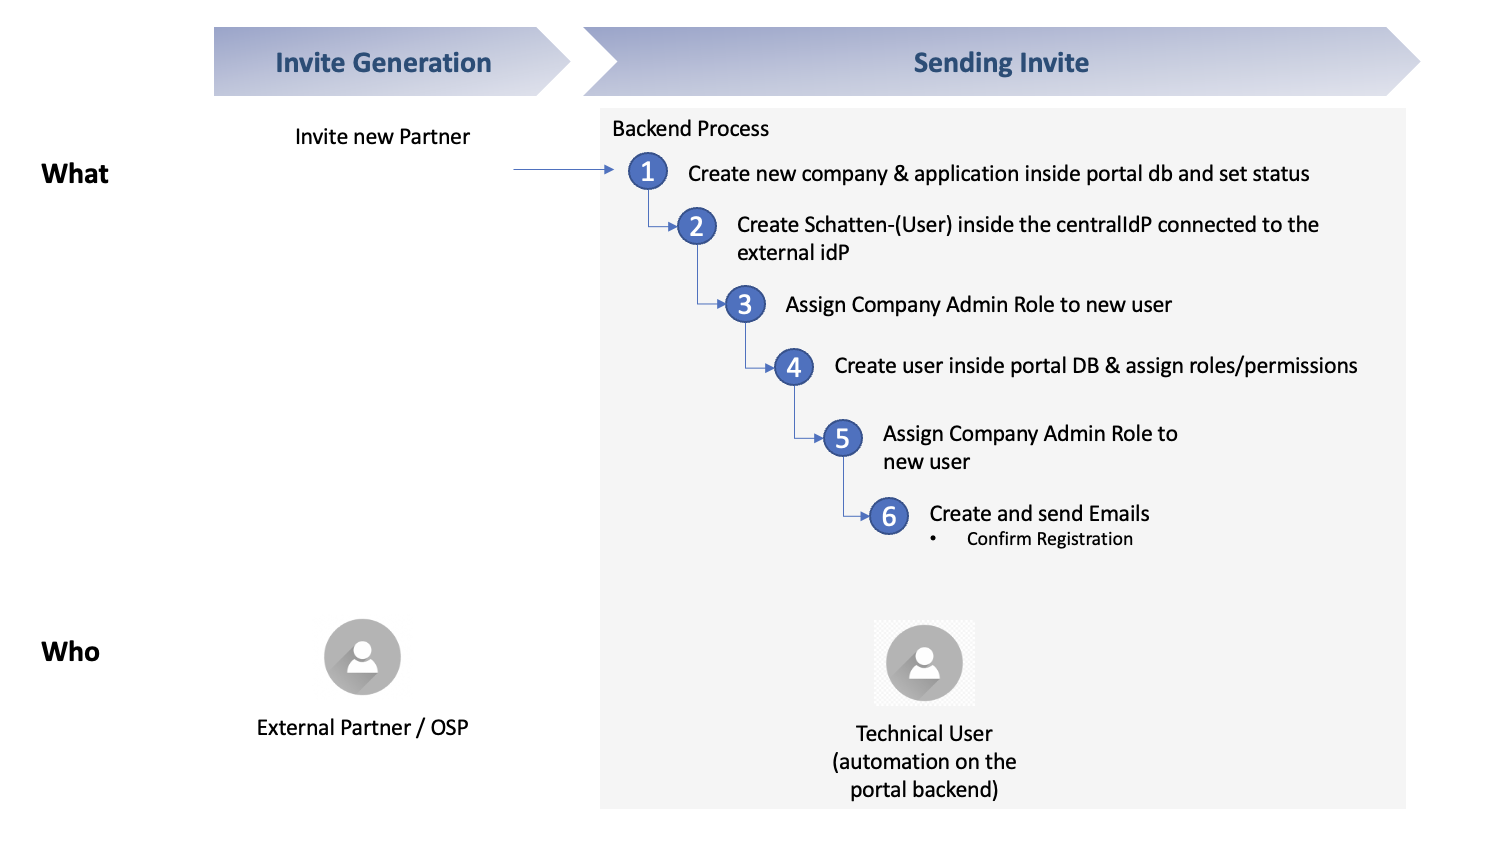 Invite Generation
Sending Invite
What
Invite new Partner
Backend Process
1
Create new company & application inside portal db and set status
2
Create Schatten-(User) inside the centralIdP connected to the
external idP
3
Assign Company Admin Role to new user
4
Create user inside portal DB & assign roles/permissions
5
Assign Company Admin Role to
new user
6
Create and send Emails
• Confirm Registration
Who
External Partner / OSP
Technical User
(automation on the
portal backend)